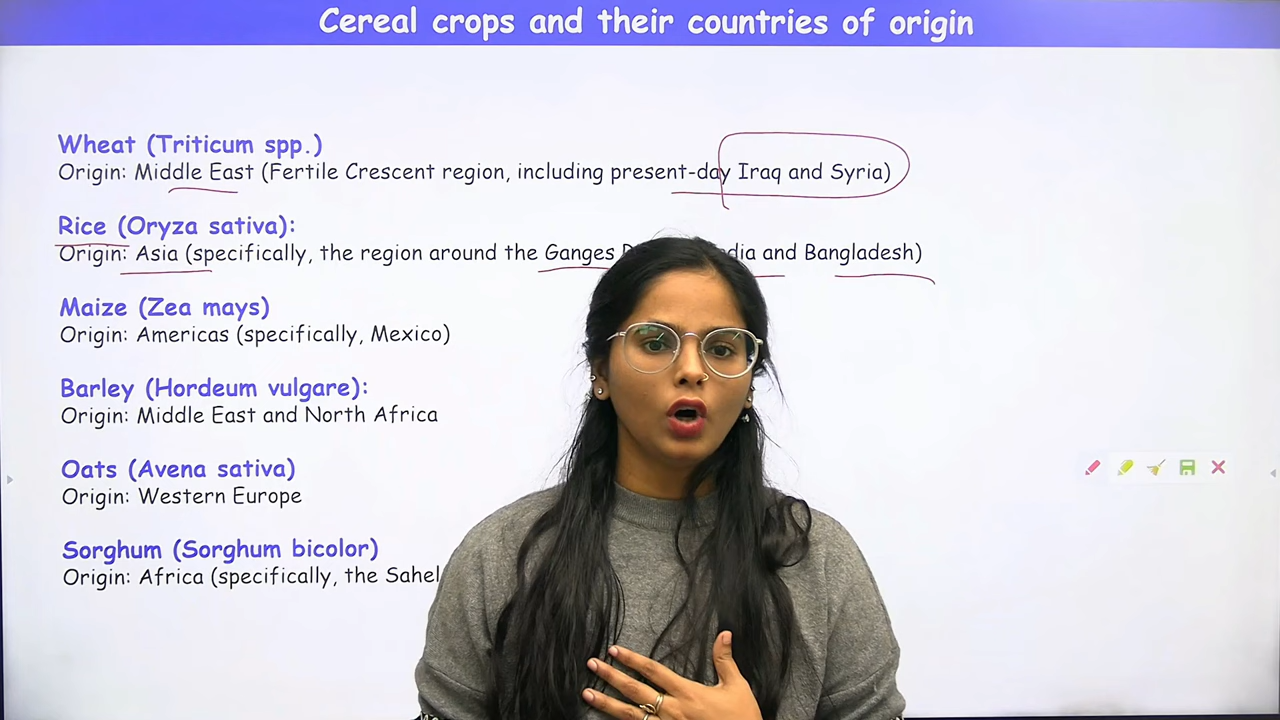 Cereal crops and their countries of origin
Wheat (Triticum spp.)
Origin: Middle East (Fertile Crescent region, including present-day Iraq and Syria)
Rice (Oryza sativa):
Origin: Asia (specifically, the region around the Ganges and Bangladesh)
Maize (Zea mays)
Origin: Americas (specifically, Mexico)
Barley (Hordeum vulgare):
Origin: Middle East and North Africa
Oats (Avena sativa)
Origin: Western Europe
Sorghum (Sorghum bicolor)
Origin: Africa (specifically, the Sahel